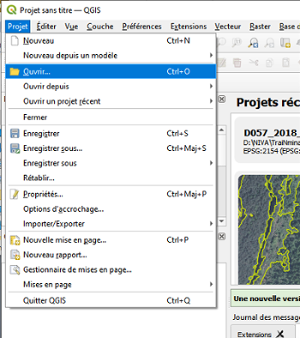 Projet sans titre — QGIS
Projet Éditer Vue Couche Préférences Extensions Vecteur Raster Base
Nouveau Ctrl+N
Nouveau depuis un modèle
Ouvrir... Ctrl+O
Ouvrir depuis
Ouvrir un projet récent
Fermer
Enregistrer Ctrl+S
Enregistrer sous... Ctrl+Maj+S
Enregistrer sous
Rétablir...
Propriétés... Ctrl+Maj+P
Options d'accrochage...
Importer/Exporter
Nouvelle mise en page... Ctrl+P
Nouveau rapport...
Gestionnaire de mises en page...
Mises en page
Quitter QGIS Ctrl+Q
Projets réc
D057_2018_
EPSG:2154 (EPSG:
Une nouvelle versi
Journal des message
Extensions